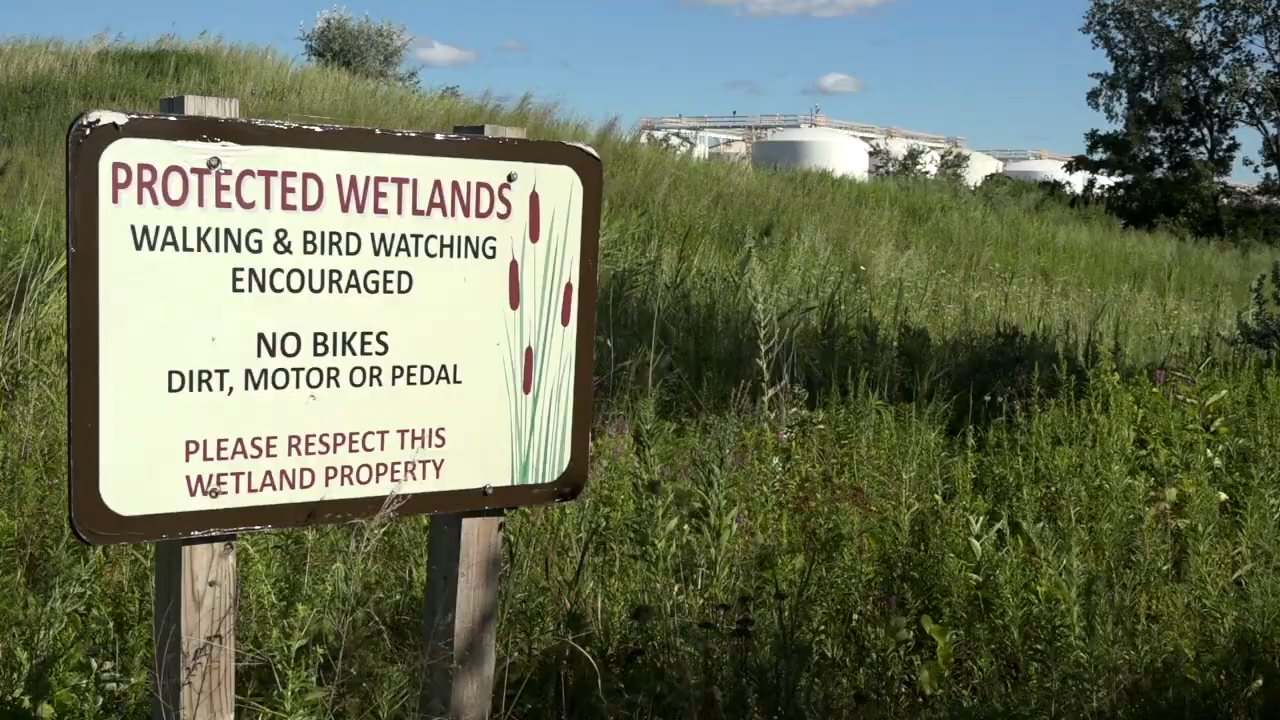 PROTECTED WETLANDS
WALKING & BIRD WATCHING
ENCOURAGED
NO BIKES
DIRT, MOTOR OR PEDAL
PLEASE RESPECT THIS
WETLAND PROPERTY